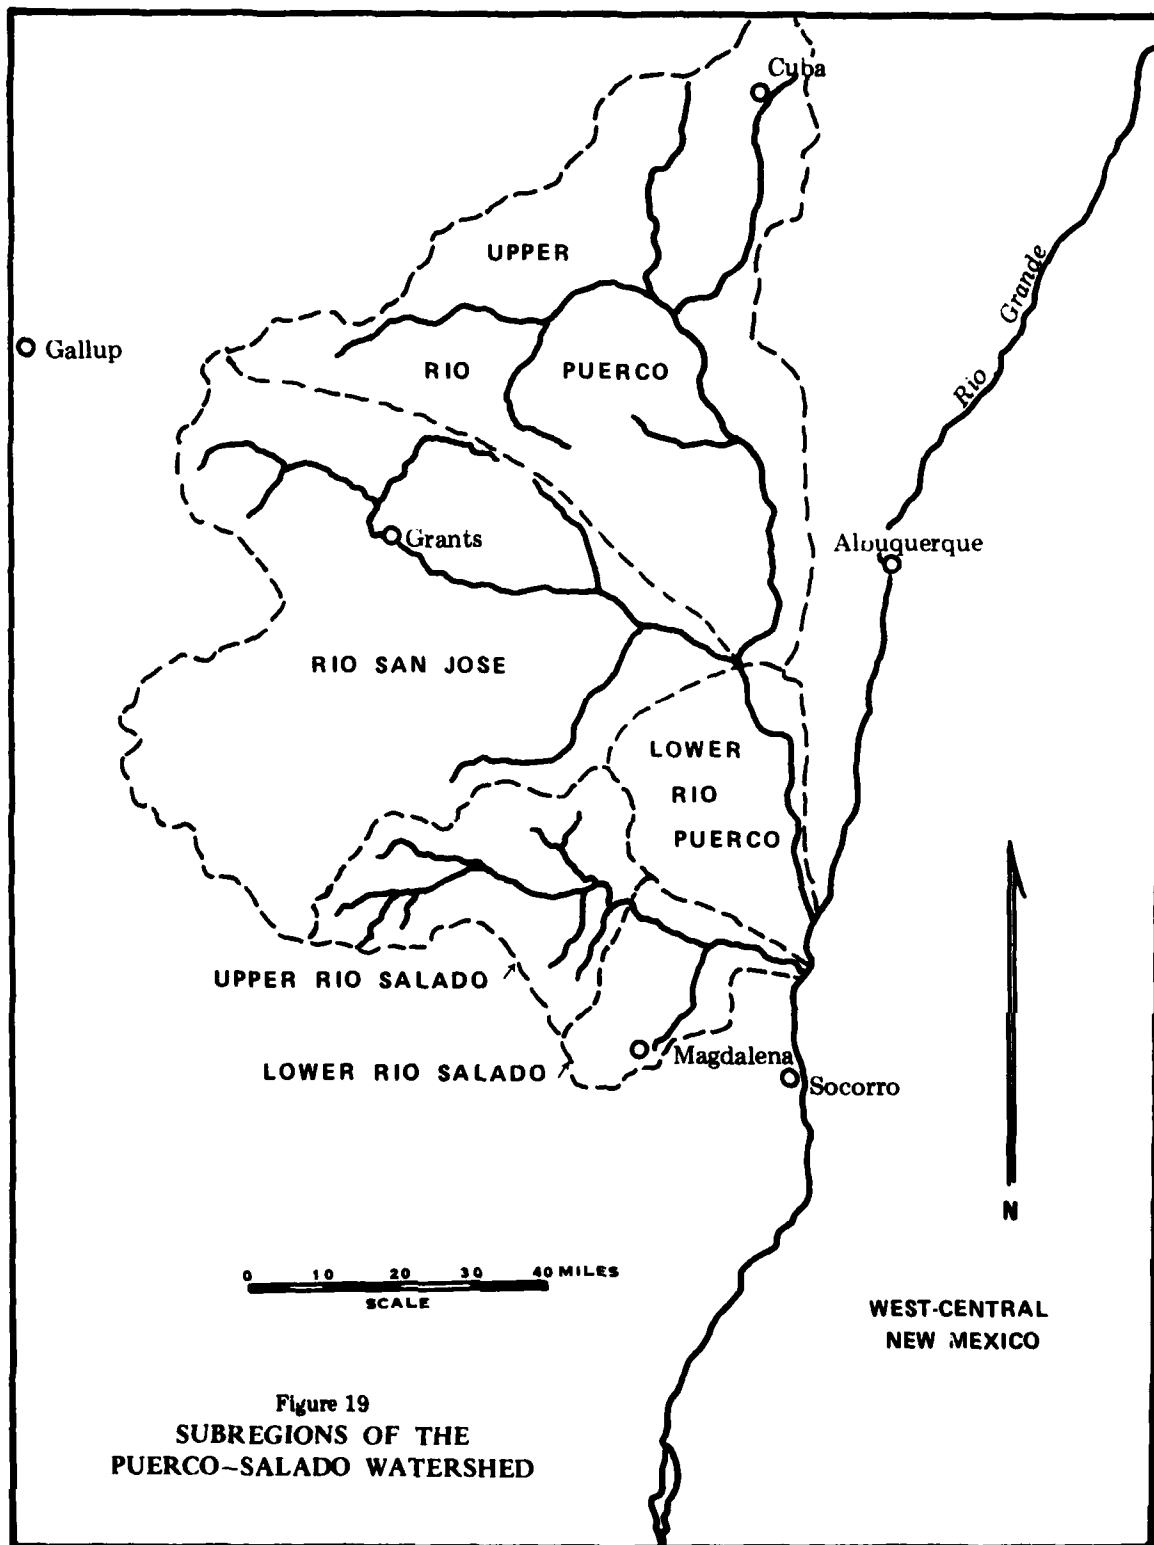 Cuba
UPPER
Rio Grande
Gallup
RIO PUERCO
Grants
Albuquerque
RIO SAN JOSE
LOWER
RIO
PUERCO
UPPER RIO SALADO
LOWER RIO SALADO
Magdalena
Socorro
N
0 10 20 30 40 MILES
SCALE
WEST-CENTRAL
NEW MEXICO
Figure 19
SUBREGIONS OF THE
PUERCO-SALADO WATERSHED